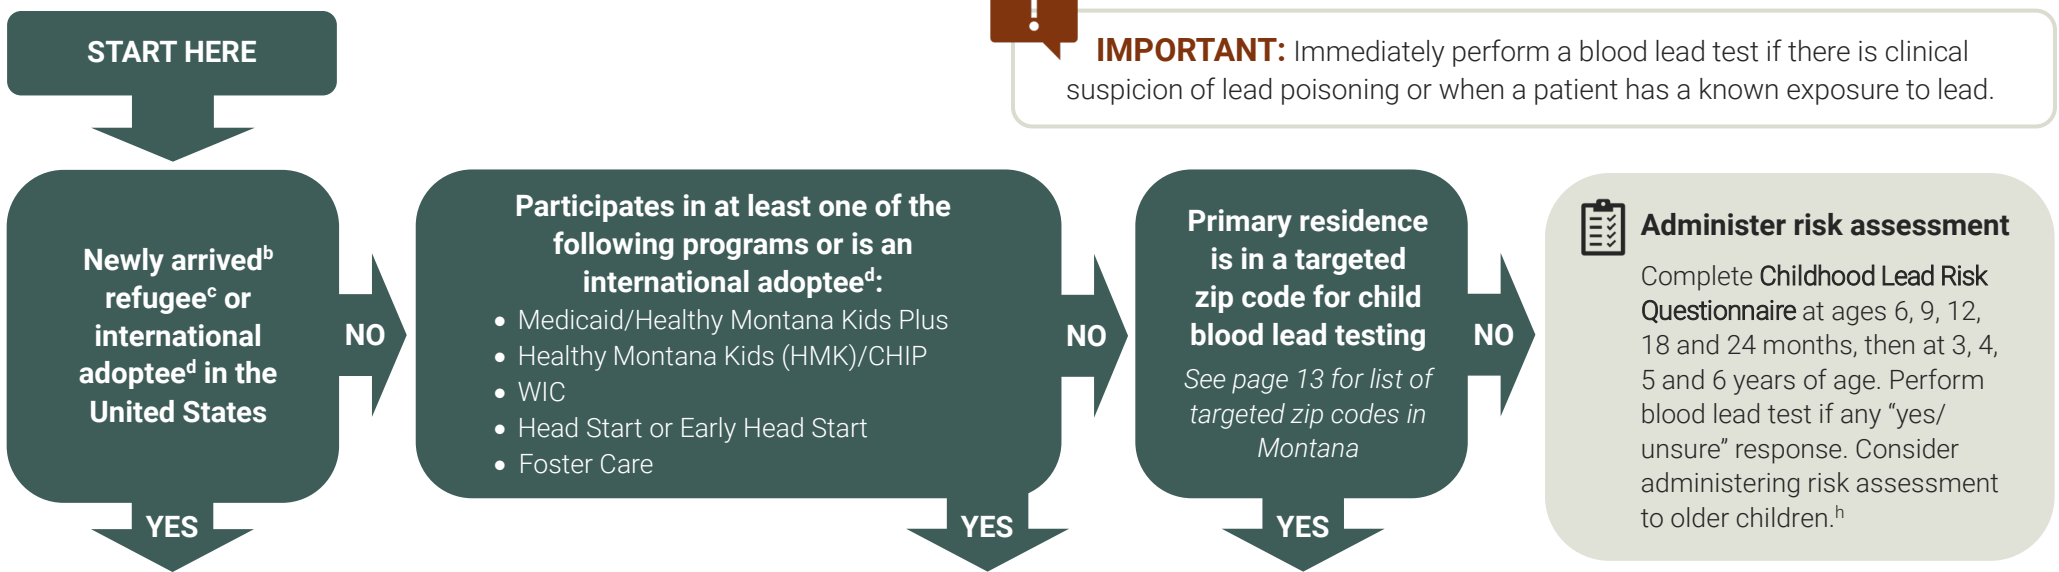 START HERE
!
IMPORTANT: Immediately perform a blood lead test if there is clinical
suspicion of lead poisoning or when a patient has a known exposure to lead.
Newly arrivedᵇ
refugeeᶜ or
international
adopteeᵈ in the
United States
NO
YES
Participates in at least one of the
following programs or is an
international adopteeᵈ:
• Medicaid/Healthy Montana Kids Plus
• Healthy Montana Kids (HMK)/CHIP
• WIC
• Head Start or Early Head Start
• Foster Care
NO
YES
Primary residence
is in a targeted
zip code for child
blood lead testing
See page 13 for list of
targeted zip codes in
Montana
NO
YES
Administer risk assessment
Complete Childhood Lead Risk
Questionnaire at ages 6, 9, 12,
18 and 24 months, then at 3, 4,
5 and 6 years of age. Perform
blood lead test if any “yes/
unsure” response. Consider
administering risk assessment
to older children.ʰ